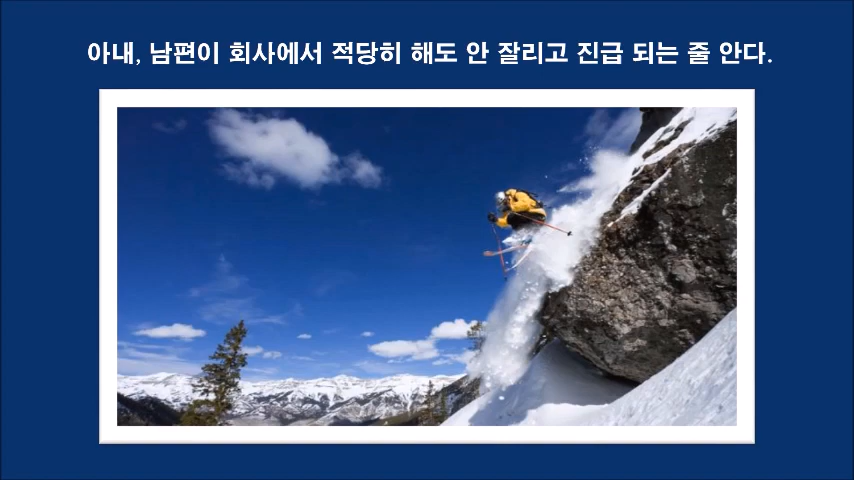 아내, 남편이 회사에서 적당히 해도 안 잘리고 진급 되는 줄 안다.